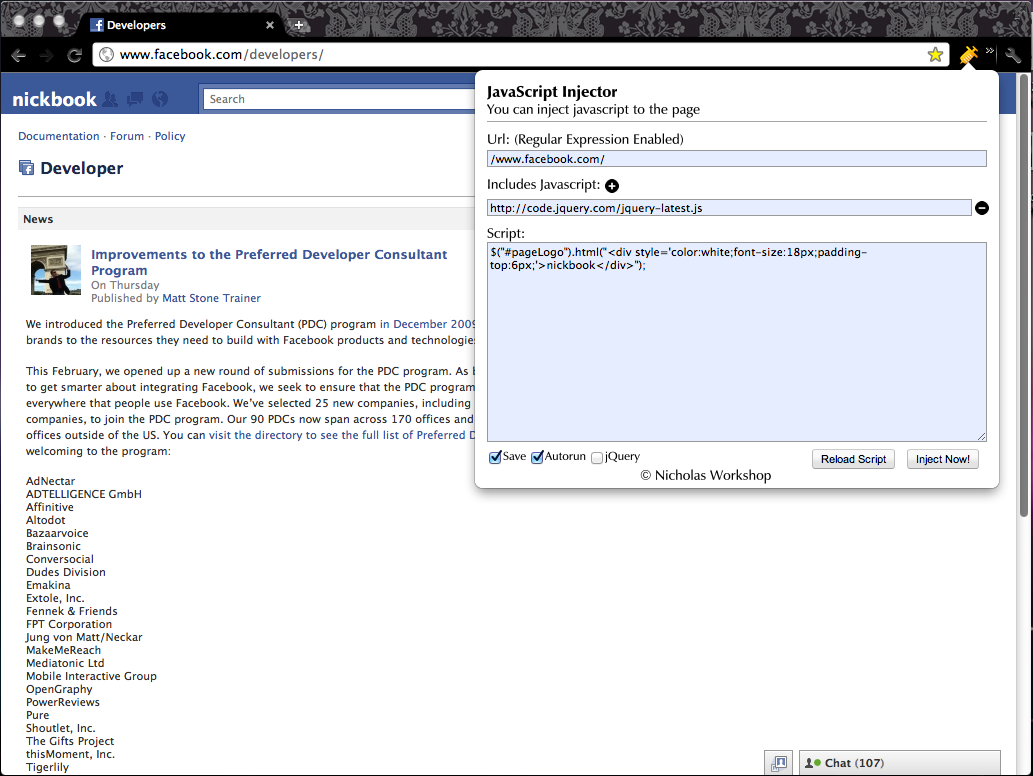 Developers
www.facebook.com/developers/
nickbook
Search
Documentation · Forum · Policy
Developer
News
Improvements to the Preferred Developer Consultant
Program
On Thursday
Published by Matt Stone Trainer
We introduced the Preferred Developer Consultant (PDC) program in December 2009
brands to the resources they need to build with Facebook products and technologie
This February, we opened up a new round of submissions for the PDC program. As
to get smarter about integrating Facebook, we seek to ensure that the PDC program
everywhere that people use Facebook. We've selected 25 new companies, including
companies, to join the PDC program. Our 90 PDCs now span across 170 offices and
offices outside of the US. You can visit the directory to see the full list of Preferred D
welcoming to the program:
AdNectar
ADTELLIGENCE GmbH
Affinitive
Altodot
Bazaarvoice
Brainsonic
Conversocial
Dudes Division
Emakina
Extole, Inc.
Fennek & Friends
FPT Corporation
Jung von Matt/Neckar
MakeMeReach
Mediatonic Ltd
Mobile Interactive Group
OpenGraphy
PowerReviews
Pure
Shoutlet, Inc.
The Gifts Project
thisMoment, Inc.
Tigerlily
JavaScript Injector
You can inject javascript to the page
Url: (Regular Expression Enabled)
/www.facebook.com/
Includes Javascript:
http://code.jquery.com/jquery-latest.js
Script:
$("#pageLogo").html("<div style='color:white;font-size:18px;padding-
top:6px;'>nickbook</div>");
Save Autorun jQuery
Reload Script Inject Now!
© Nicholas Workshop
Chat (107)